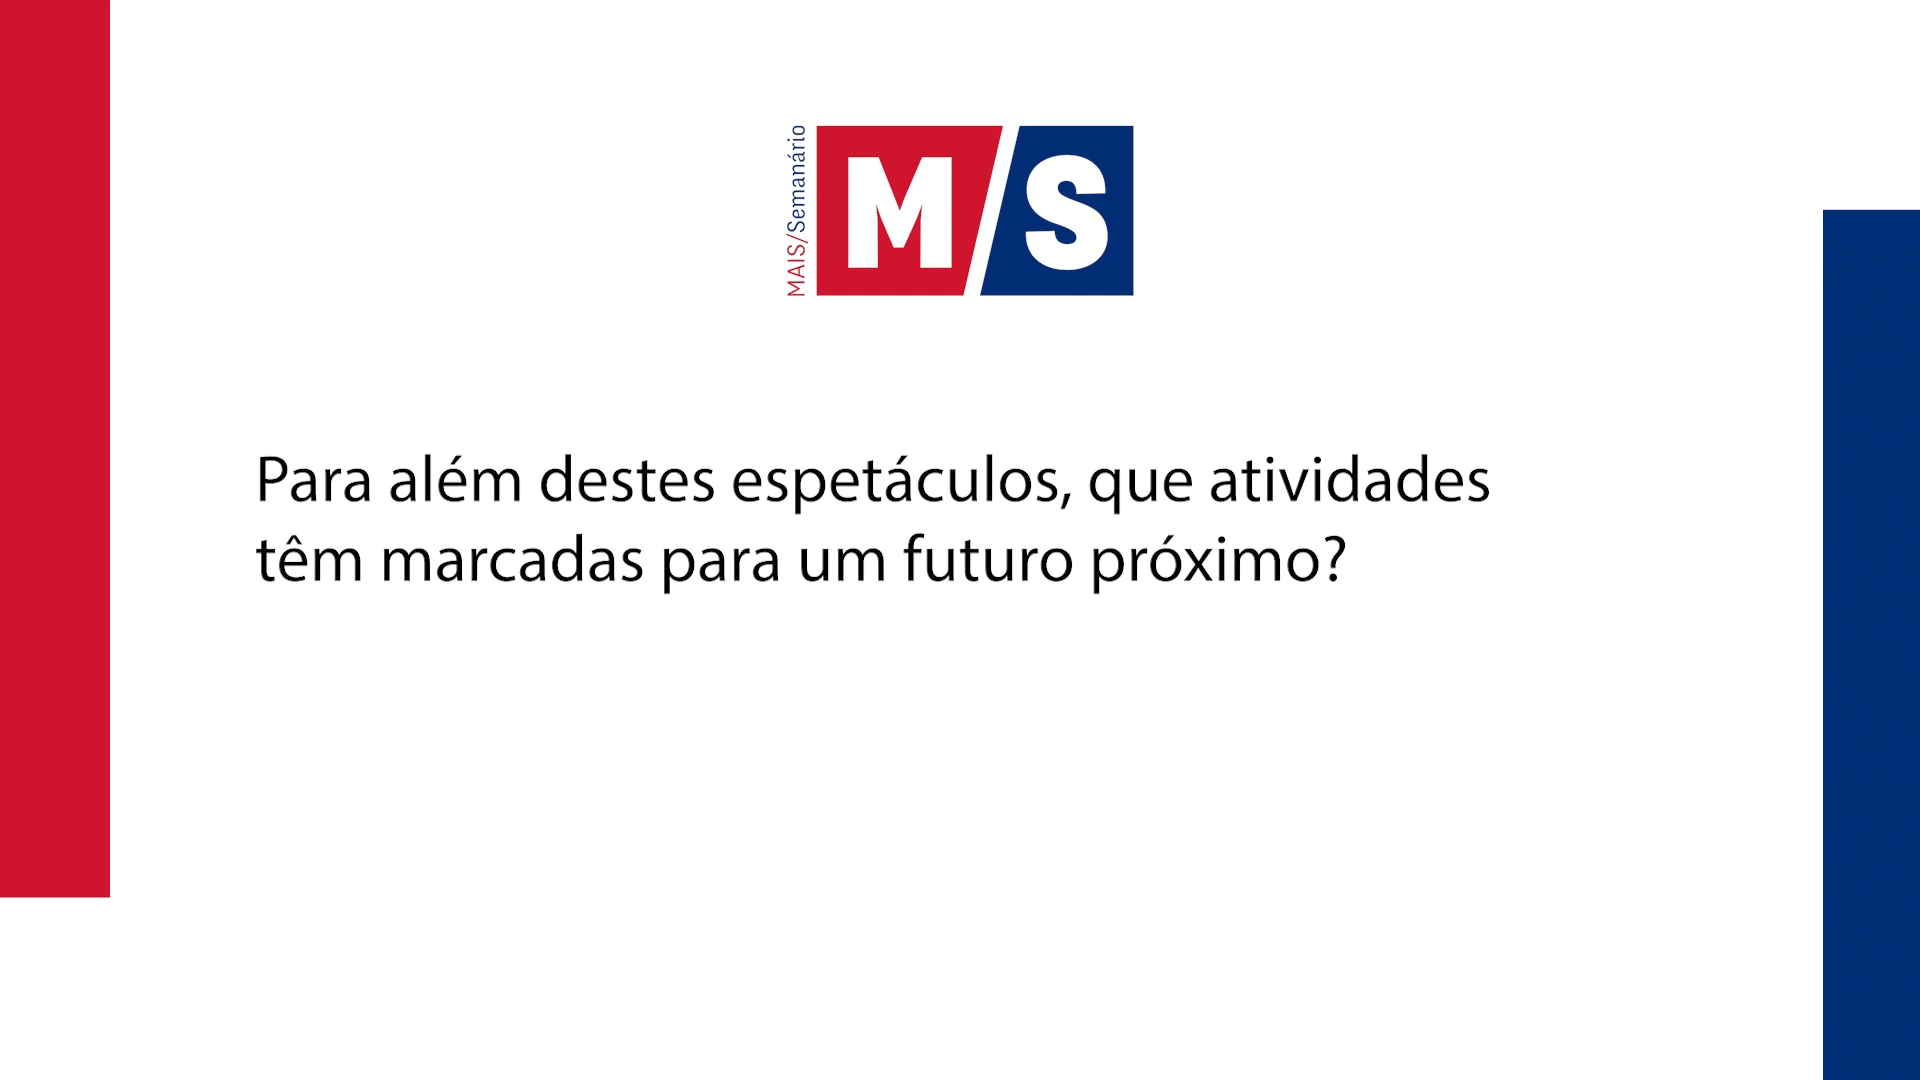 MAIS/Semanário
M/S
Para além destes espetáculos, que atividades
têm marcadas para um futuro próximo?